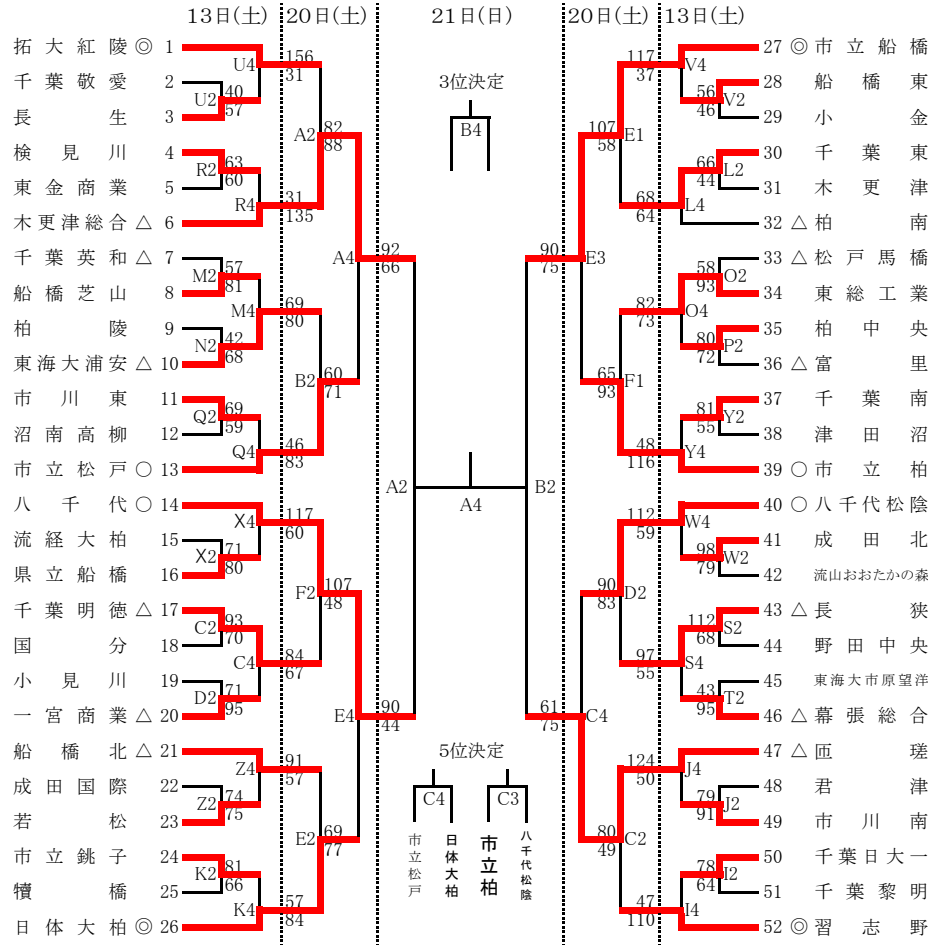 13日(土) 20日(土) 21日(日) 20日(土) 13日(土)
拓大紅陵 ◎ 1 156 117 27 ◎ 市立船橋
U4 31 37 V4
千葉敬愛 2 3位決定 28 船橋東
U2 40 57 56 46 V2
長生 3 B4 29 小金
A2 82 88 107 58 E1
検見川 4 30 千葉東
R2 63 60 66 44 L2
東金商業 5 31 木更津
R4 31 135 68 64 L4
木更津総合 △ 6 32 △ 柏南
千葉英和 △ 7 A4 92 66 90 75 E3 33 △ 松戸馬橋
M2 57 81 58 93 O2
船橋芝山 8 34 東総工業
M4 69 80 82 73 O4
柏陵 9 35 柏中央
N2 42 68 80 72 P2
東海大浦安 △ 10 36 △ 富里
B2 60 71 65 93 F1
市川東 11 37 千葉南
Q2 69 59 81 55 Y2
沼南高柳 12 38 津田沼
Q4 46 83 48 116 Y4
市立松戸 ○ 13 39 ○ 市立柏
A2 A4 B2
八千代 ○ 14 40 ○ 八千代松陰
X4 117 60 112 59 W4
流経大柏 15 41 成田北
X2 71 80 98 79 W2
県立船橋 16 42 流山おおたかの森
F2 107 48 90 83 D2
千葉明徳 △ 17 43 △ 長狭
C2 93 70 112 68 S2
国分 18 44 野田中央
C4 84 67 97 55 S4
小見川 19 45 東海大市原望洋
D2 71 95 43 95 T2
一宮商業 △ 20 46 △ 幕張総合
E4 90 44 61 75 C4
船橋北 △ 21 5位決定 47 △ 匝瑳
Z4 91 57 124 50 J4
成田国際 22 48 君津
Z2 74 75 C4 C3 79 91 J2
若松 23 49 市川南
E2 69 77 市立松戸 日体大柏 市立柏 八千代松陰 80 49 C2
市立銚子 24 50 千葉日大一
K2 81 66 78 64 I2
犢橋 25 51 千葉黎明
K4 57 84 47 110 I4
日体大柏 ◎ 26 52 ◎ 習志野